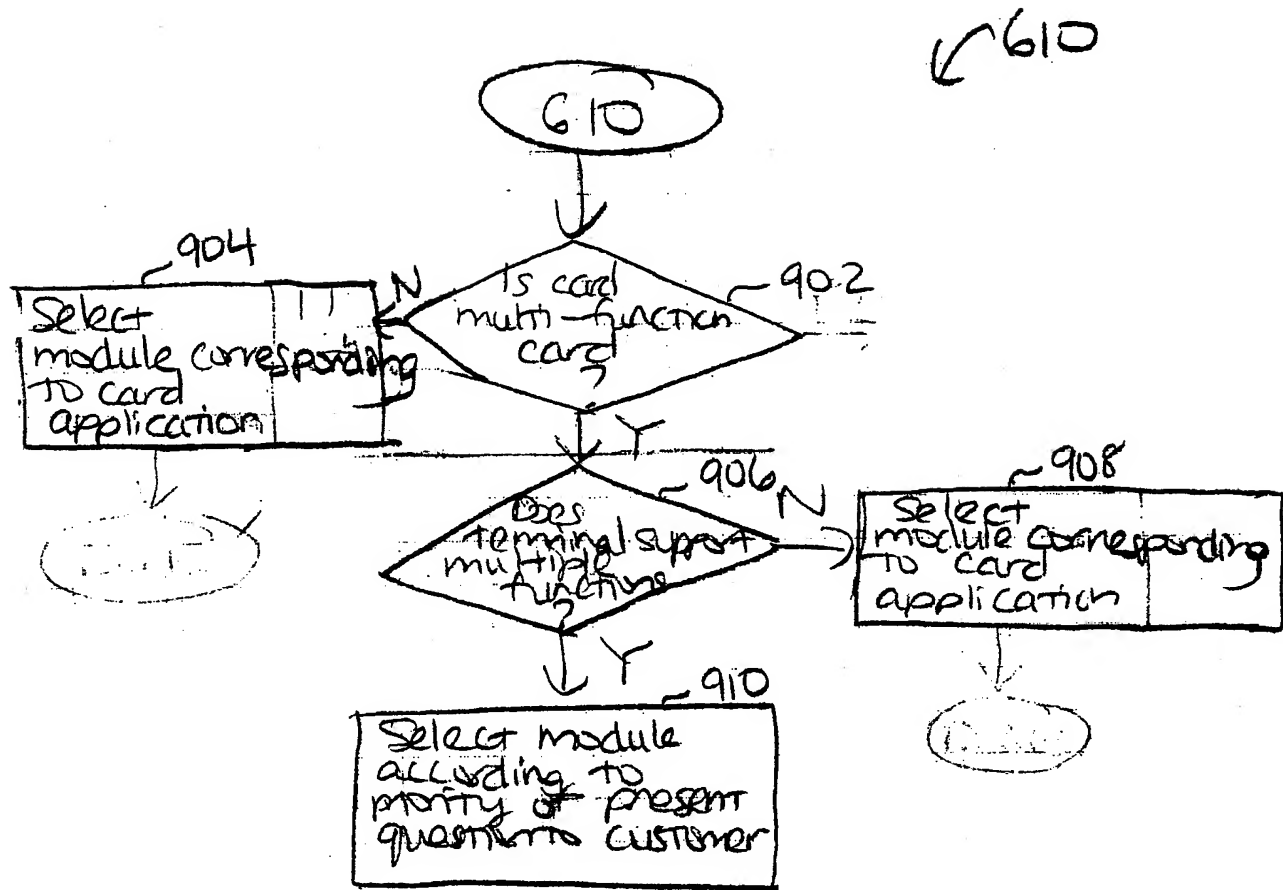 610
610
904
Select
module corresponding
to card
application
N
Is card
multi-function
card
?
902
Y
906
Does
terminal support
multiple
functions
?
N
908
Select
module corresponding
to card
application
Y
910
Select module
according to
priority or present
question to customer